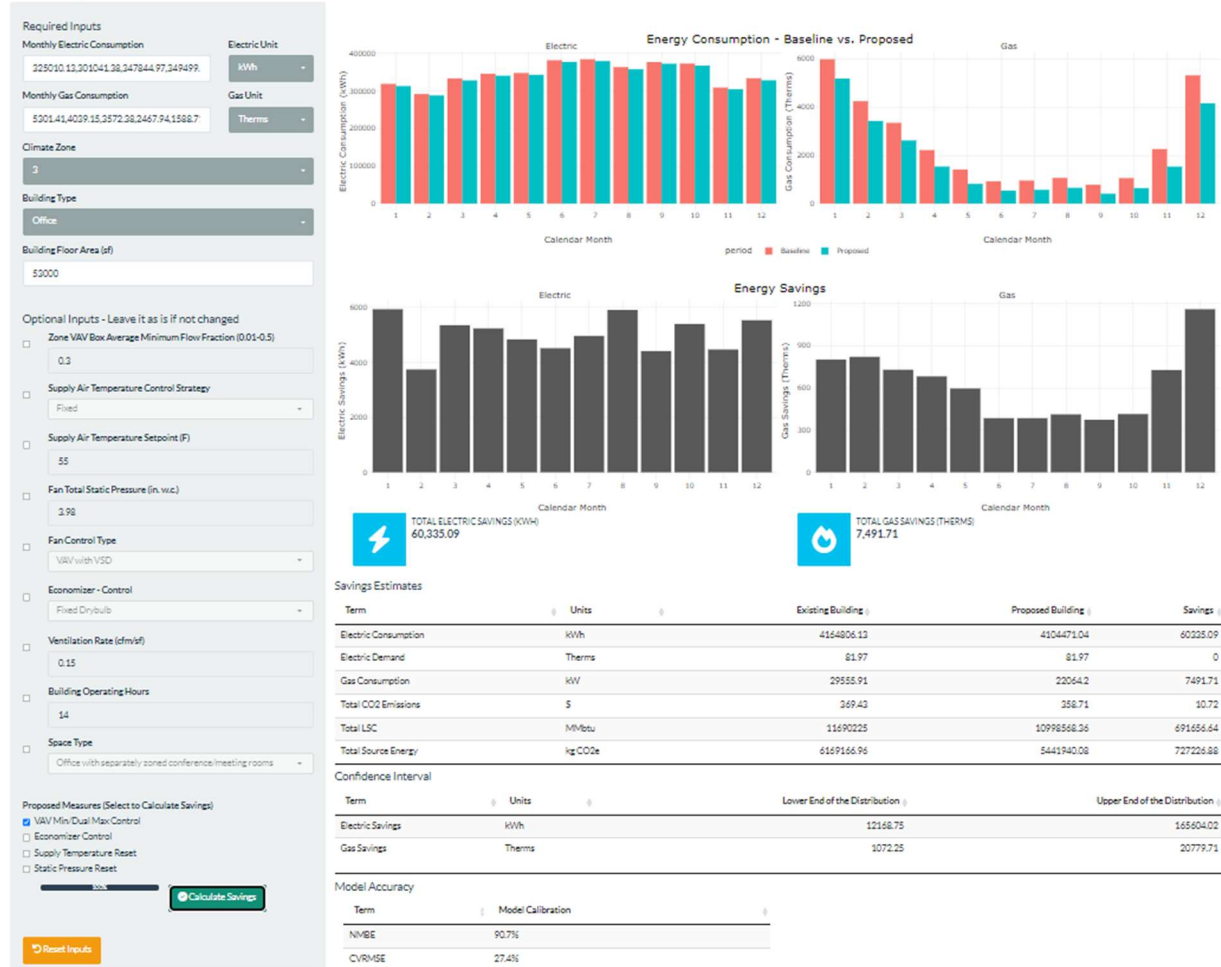 Required Inputs
Monthly Electric Consumption
Electric Unit
325010.13,301041.38,347844.97,349499.
kWh
Monthly Gas Consumption
Gas Unit
5301.41,4039.15,3572.38,2467.94,1588.7
Therms
Climate Zone
3
Building Type
Office
Building Floor Area (sf)
53000
Optional Inputs - Leave it as is if not changed
Zone VAV Box Average Minimum Flow Fraction (0.01-0.5)
0.3
Supply Air Temperature Control Strategy
Fixed
Supply Air Temperature Setpoint (F)
55
Fan Total Static Pressure (in. w.c.)
3.98
Fan Control Type
VAV with VSD
Economizer - Control
Fixed Drybulb
Ventilation Rate (cfm/sf)
0.15
Building Operating Hours
14
Space Type
Office with separately zoned conference/meeting rooms
Proposed Measures (Select to Calculate Savings)
VAV Min/Dual Max Control
Economizer Control
Supply Temperature Reset
Static Pressure Reset
100%
Calculate Savings
Reset Inputs
Energy Consumption - Baseline vs. Proposed
Electric
Gas
Electric Consumption (kWh)
400000
300000
200000
100000
0
1 2 3 4 5 6 7 8 9 10 11 12
Calendar Month
Gas Consumption (Therms)
6000
4000
2000
0
1 2 3 4 5 6 7 8 9 10 11 12
Calendar Month
period Baseline Proposed
Energy Savings
Electric
Gas
Electric Savings (kWh)
6000
4000
2000
0
1 2 3 4 5 6 7 8 9 10 11 12
Calendar Month
Gas Savings (Therms)
1200
900
600
300
0
1 2 3 4 5 6 7 8 9 10 11 12
Calendar Month
TOTAL ELECTRIC SAVINGS (KWH)
60,335.09
TOTAL GAS SAVINGS (THERMS)
7,491.71
Savings Estimates
Term Units Existing Building Proposed Building Savings
Electric Consumption kWh 4164806.13 4104471.04 60335.09
Electric Demand Therms 81.97 81.97 0
Gas Consumption kW 29555.91 22064.2 7491.71
Total CO2 Emissions $ 369.43 358.71 10.72
Total LSC MMbtu 11690225 10998568.36 691656.64
Total Source Energy kg CO2e 6169166.96 5441940.08 727226.88
Confidence Interval
Term Units Lower End of the Distribution Upper End of the Distribution
Electric Savings kWh 12168.75 165604.02
Gas Savings Therms 1072.25 20779.71
Model Accuracy
Term Model Calibration
NMBE 90.7%
CVRMSE 27.4%